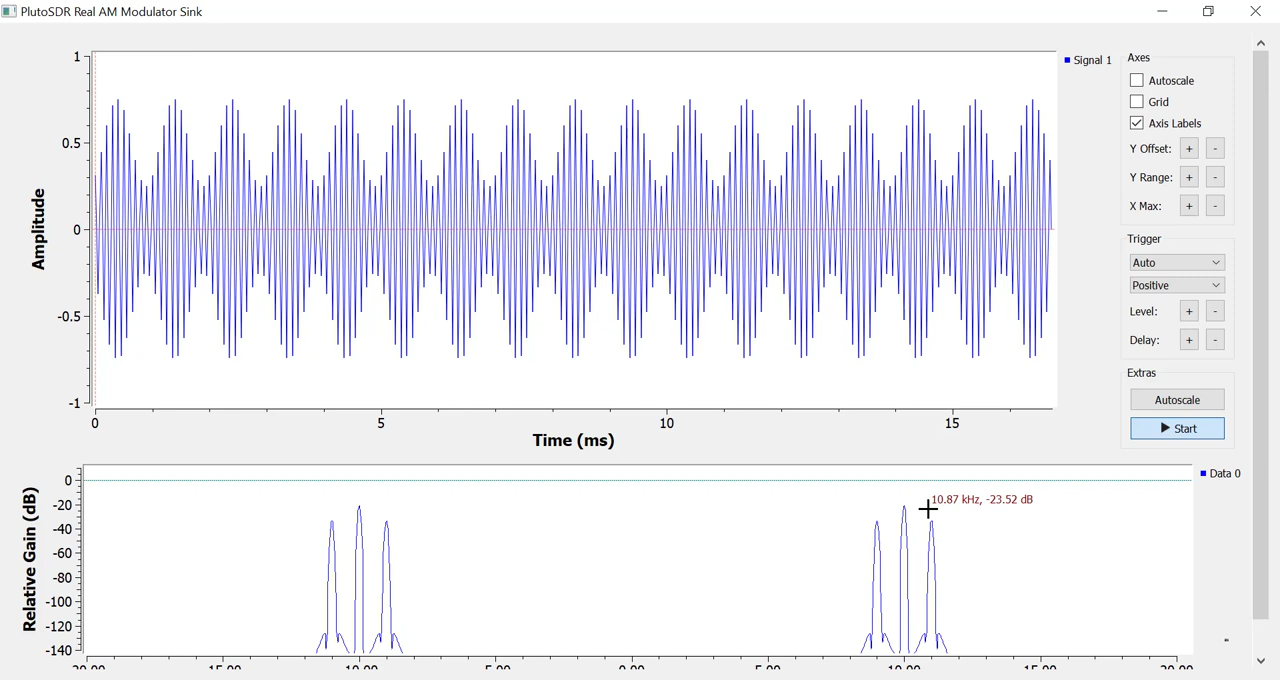 PlutoSDR Real AM Modulator Sink
1
0.5
0
-0.5
-1
Amplitude
0
5
10
15
Time (ms)
Signal 1
Axes
Autoscale
Grid
Axis Labels
Y Offset: + -
Y Range: + -
X Max: + -
Trigger
Auto
Positive
Level: + -
Delay: + -
Extras
Autoscale
Start
Relative Gain (dB)
0
-20
-40
-60
-80
-100
-120
-140
10.87 kHz, -23.52 dB
Data 0